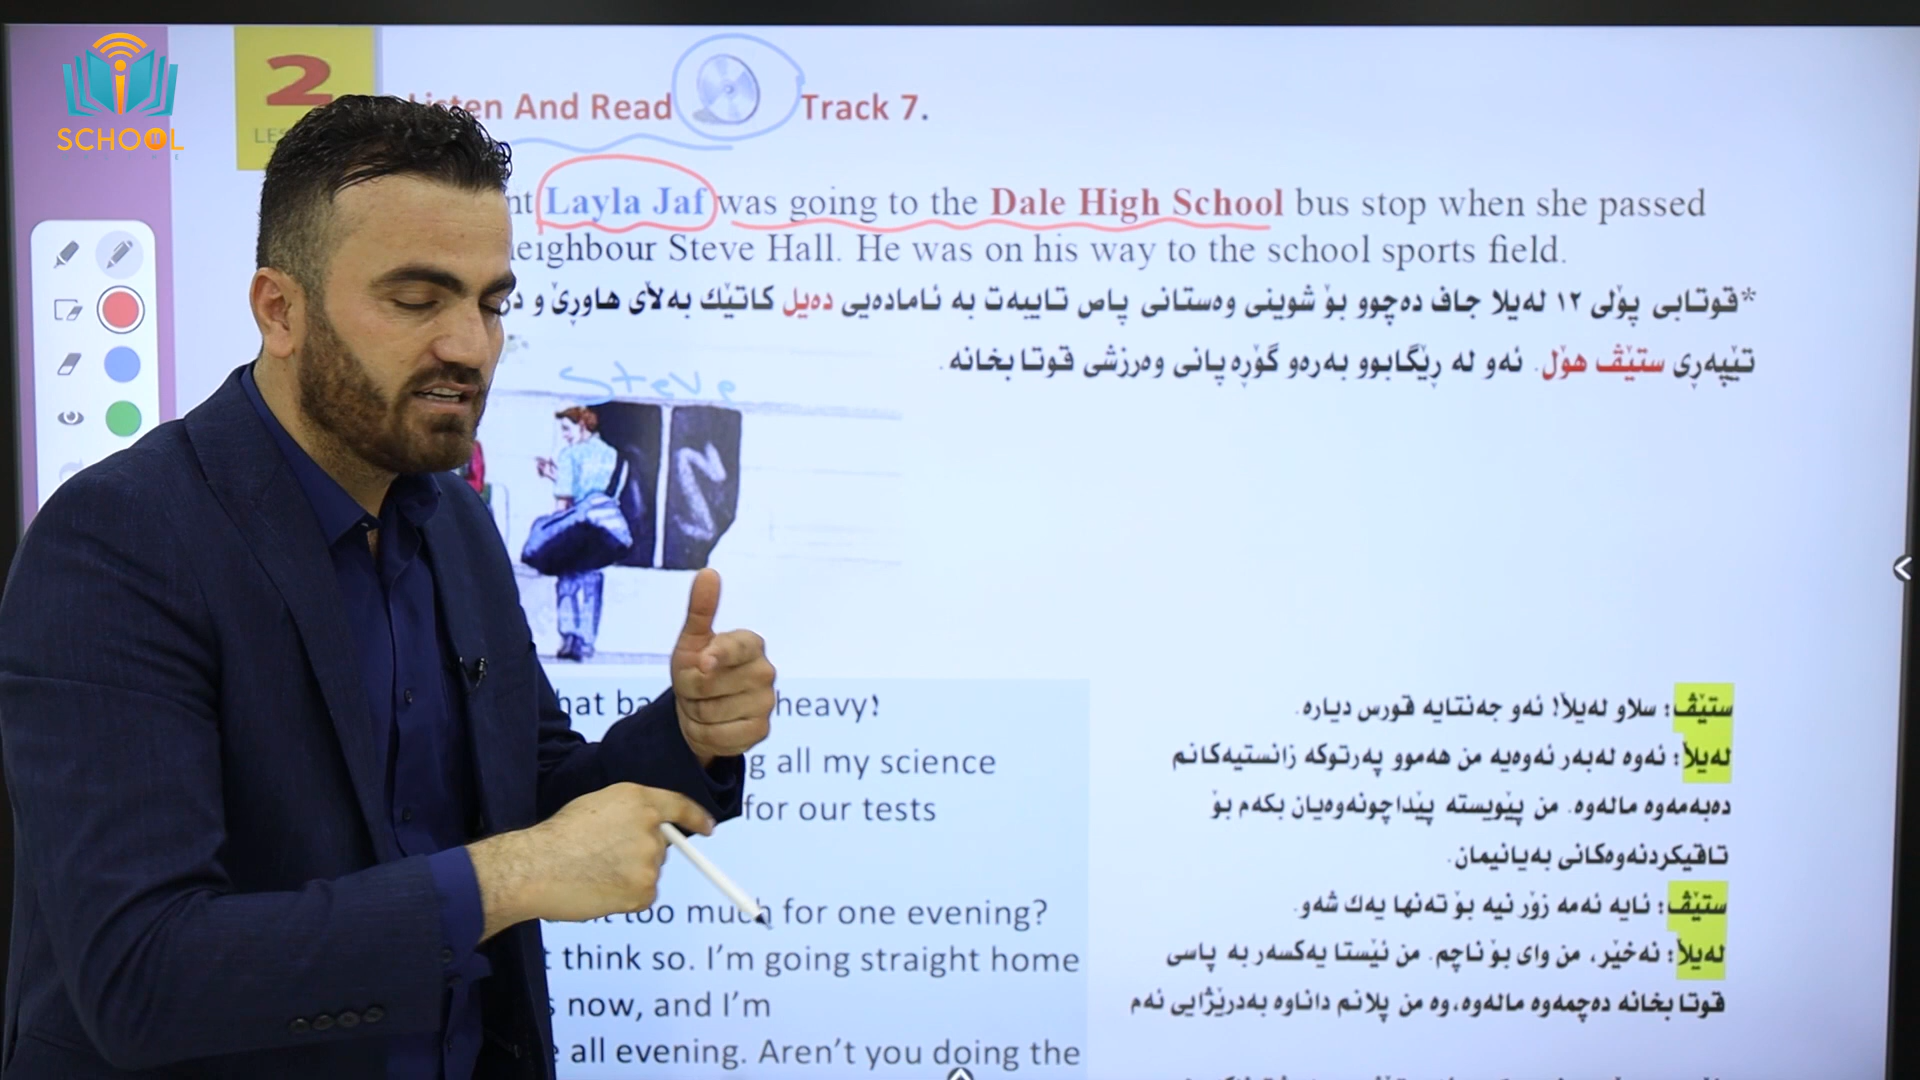 SCHOOL
2
Listen And Read Track 7.
Layla Jaf was going to the Dale High School bus stop when she passed
neighbour Steve Hall. He was on his way to the school sports field.
*قوتابی پۆلی ١٢ لەیلا جاف دەچوو بۆ شوینی وەستانی پاص تایبەت بە ئامادەیی دەیل کاتێك بەلای هاوڕێ و
تێپەڕی ستێڤ هۆل. ئەو لە ڕێگابوو بەرەو گۆڕەپانی وەرزشی قوتابخانە.
Steve
heavy!
all my science
for our tests
too much for one evening?
think so. I'm going straight home
now, and I'm
all evening. Aren't you doing the
ستێڤ: سلاو لەیلا! ئەو جەنتایە قورس دیارە.
لەیلا: ئەوە لەبەر ئەوەیە من هەموو پەرتوکە زانستیەکانم
دەبەمەوە مالەوە. من پێویستە پێداچونەوەیان بکەم بۆ
تاقیکردنەوەکانی بەیانیمان.
ستێڤ: ئایە ئەمە زۆر نیە بۆ تەنها یەك شەو.
لەیلا: نەخێر، من وای بۆ ناچم. من ئێستا یەکسەر بە پاسی
قوتابخانە دەچمەوە مالەوە، وە من پلانم داناوە بەدرێژایی ئەم